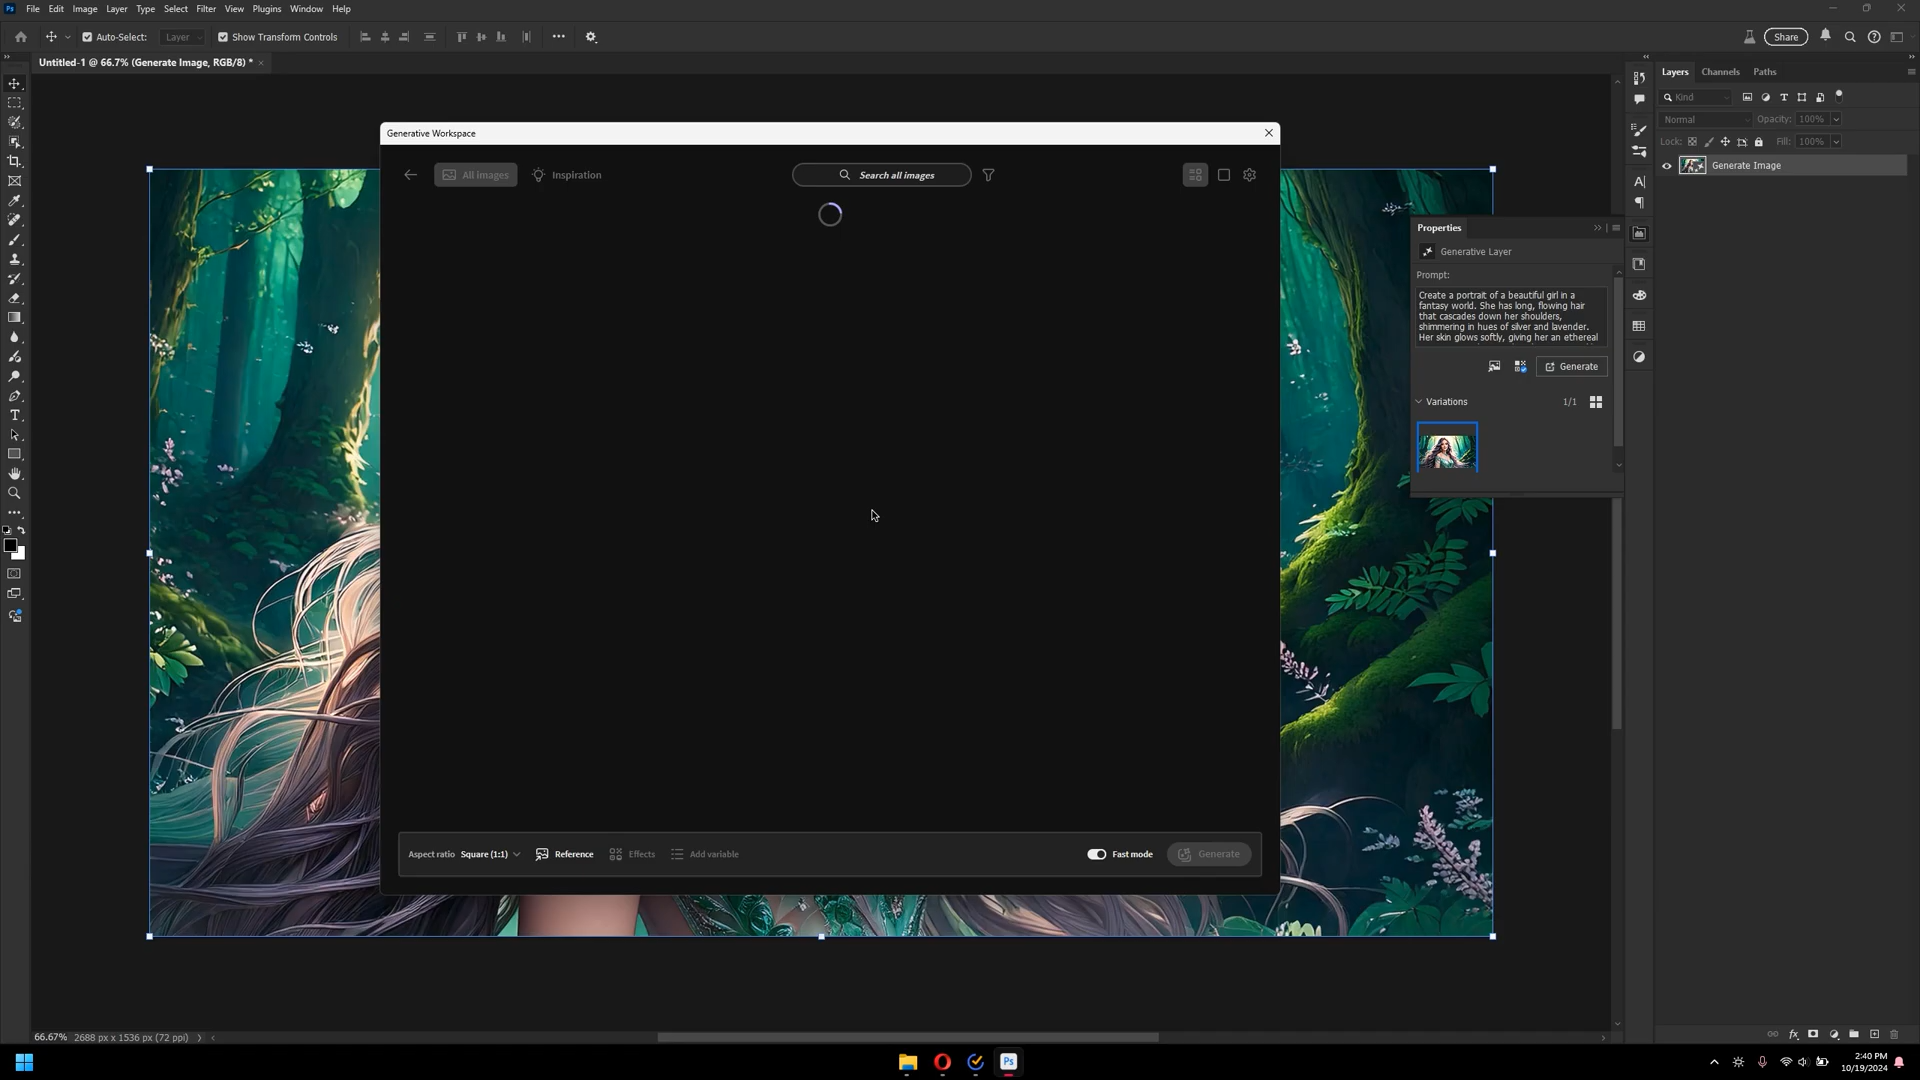 Ps File Edit Image Layer Type Select Filter View Plugins Window Help
Auto-Select: Layer Show Transform Controls Share
Untitled-1 @ 66.7% (Generate Image, RGB/8) *
Layers Channels Paths
Kind
Normal Opacity: 100%
Lock: Fill: 100%
Generate Image
Generative Workspace
All images Inspiration Search all images
Properties
Generative Layer
Prompt:
Create a portrait of a beautiful girl in a
fantasy world. She has long, flowing hair
that cascades down her shoulders,
shimmering in hues of silver and lavender.
Her skin glows softly, giving her an ethereal
Generate
Variations 1/1
Aspect ratio Square (1:1) Reference Effects Add variable Fast mode Generate
66.67% 2688 px x 1536 px (72 ppi)
Ps
2:40 PM
10/19/2024